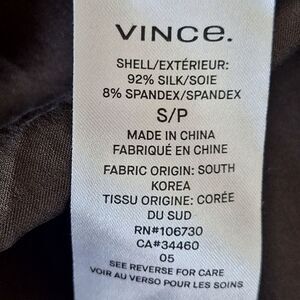 VINCE.
SHELL/EXTÉRIEUR:
92% SILK/SOIE
8% SPANDEX/SPANDEX
S/P
MADE IN CHINA
FABRIQUÉ EN CHINE
FABRIC ORIGIN: SOUTH
KOREA
TISSU ORIGINE: CORÉE
DU SUD
RN#106730
CA#34460
05
SEE REVERSE FOR CARE
VOIR AU VERSO POUR LES SOINS